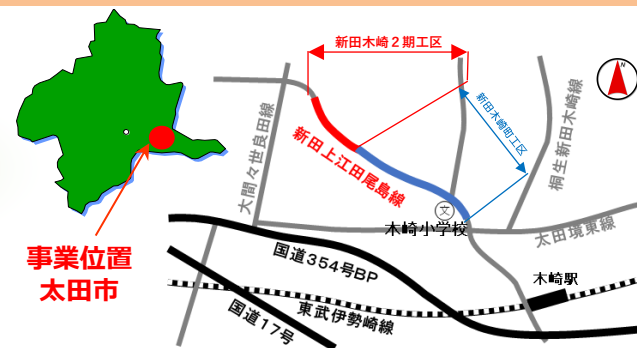 新田木崎２期工区
N
新田木崎町工区
桐生新田木崎線
大間々世良田線
新田上江田尾島線
文
木崎小学校
太田境東線
事業位置
太田市
国道354号BP
木崎駅
東武伊勢崎線
国道17号